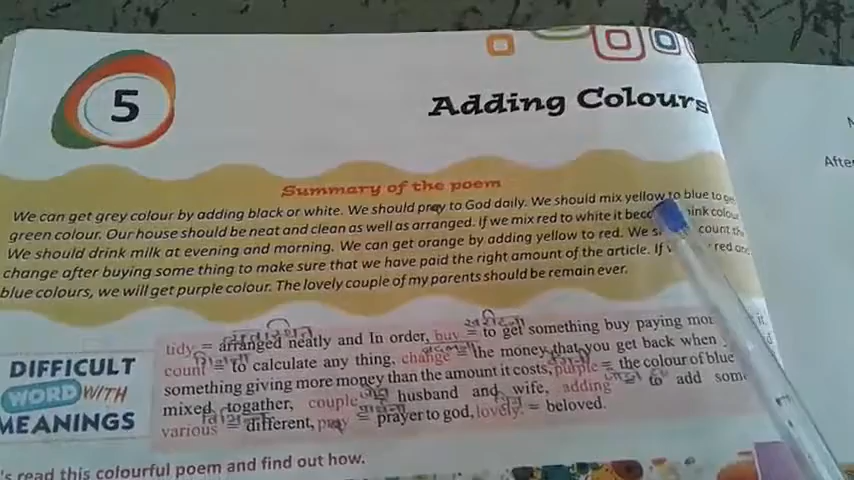 5
Adding Colours
Summary of the poem
We can get grey colour by adding black or white. We should pray to God daily. We should mix yellow to blue to get
green colour. Our house should be neat and clean as well as arranged. If we mix red to white it colour
We should drink milk at evening and morning. We can get orange by adding yellow to red. We count the
change after buying some thing to make sure that we have paid the right amount of the article. If red and
blue colours, we will get purple colour. The lovely couple of my parents should be remain ever.
tidy = arranged neatly and In order, buy = to get something buy paying
count = to calculate any thing, change = the money that you get back when
something giving more money than the amount it costs, purple = the colour of blue
mixed together, couple husband and wife, adding = to add
various = different, pray = prayer to god, lovely = beloved.
DIFFICULT
WORD WITH
MEANINGS
's read this colourful poem and find out how.
After